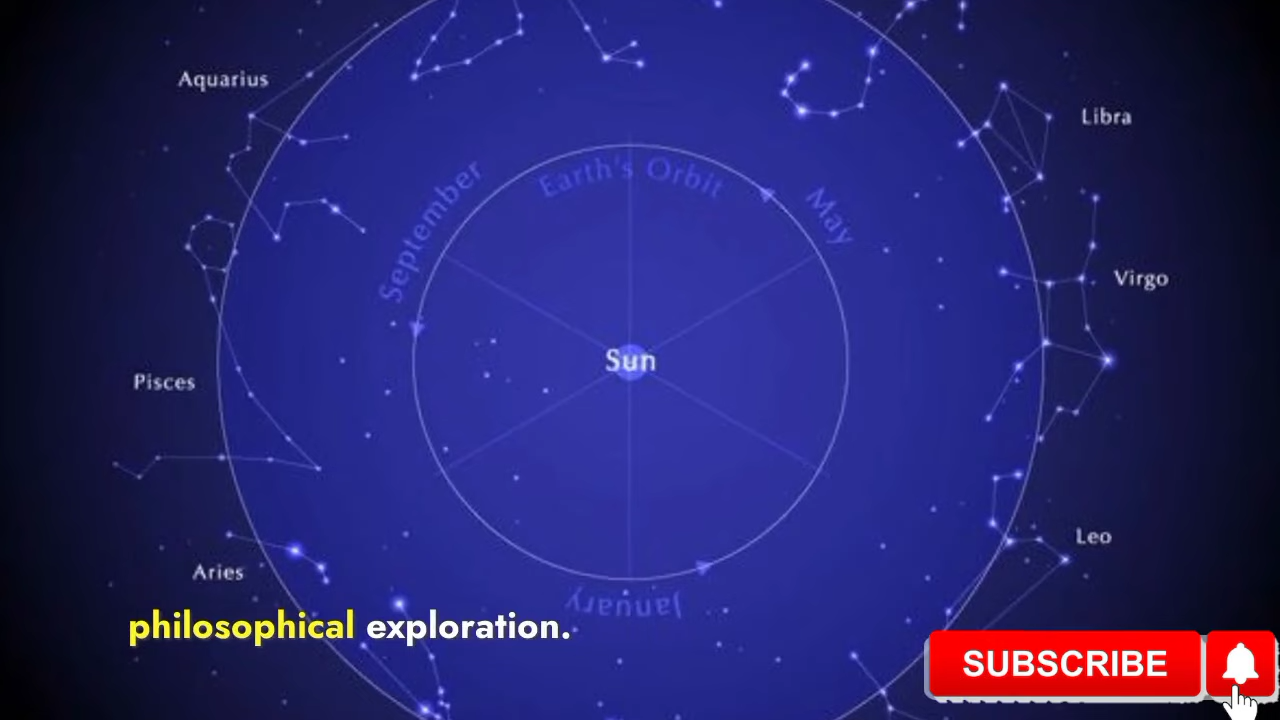 Aquarius
Libra
Earth's Orbit
May
September
Virgo
Sun
Pisces
Leo
Aries
January
philosophical exploration.
SUBSCRIBE